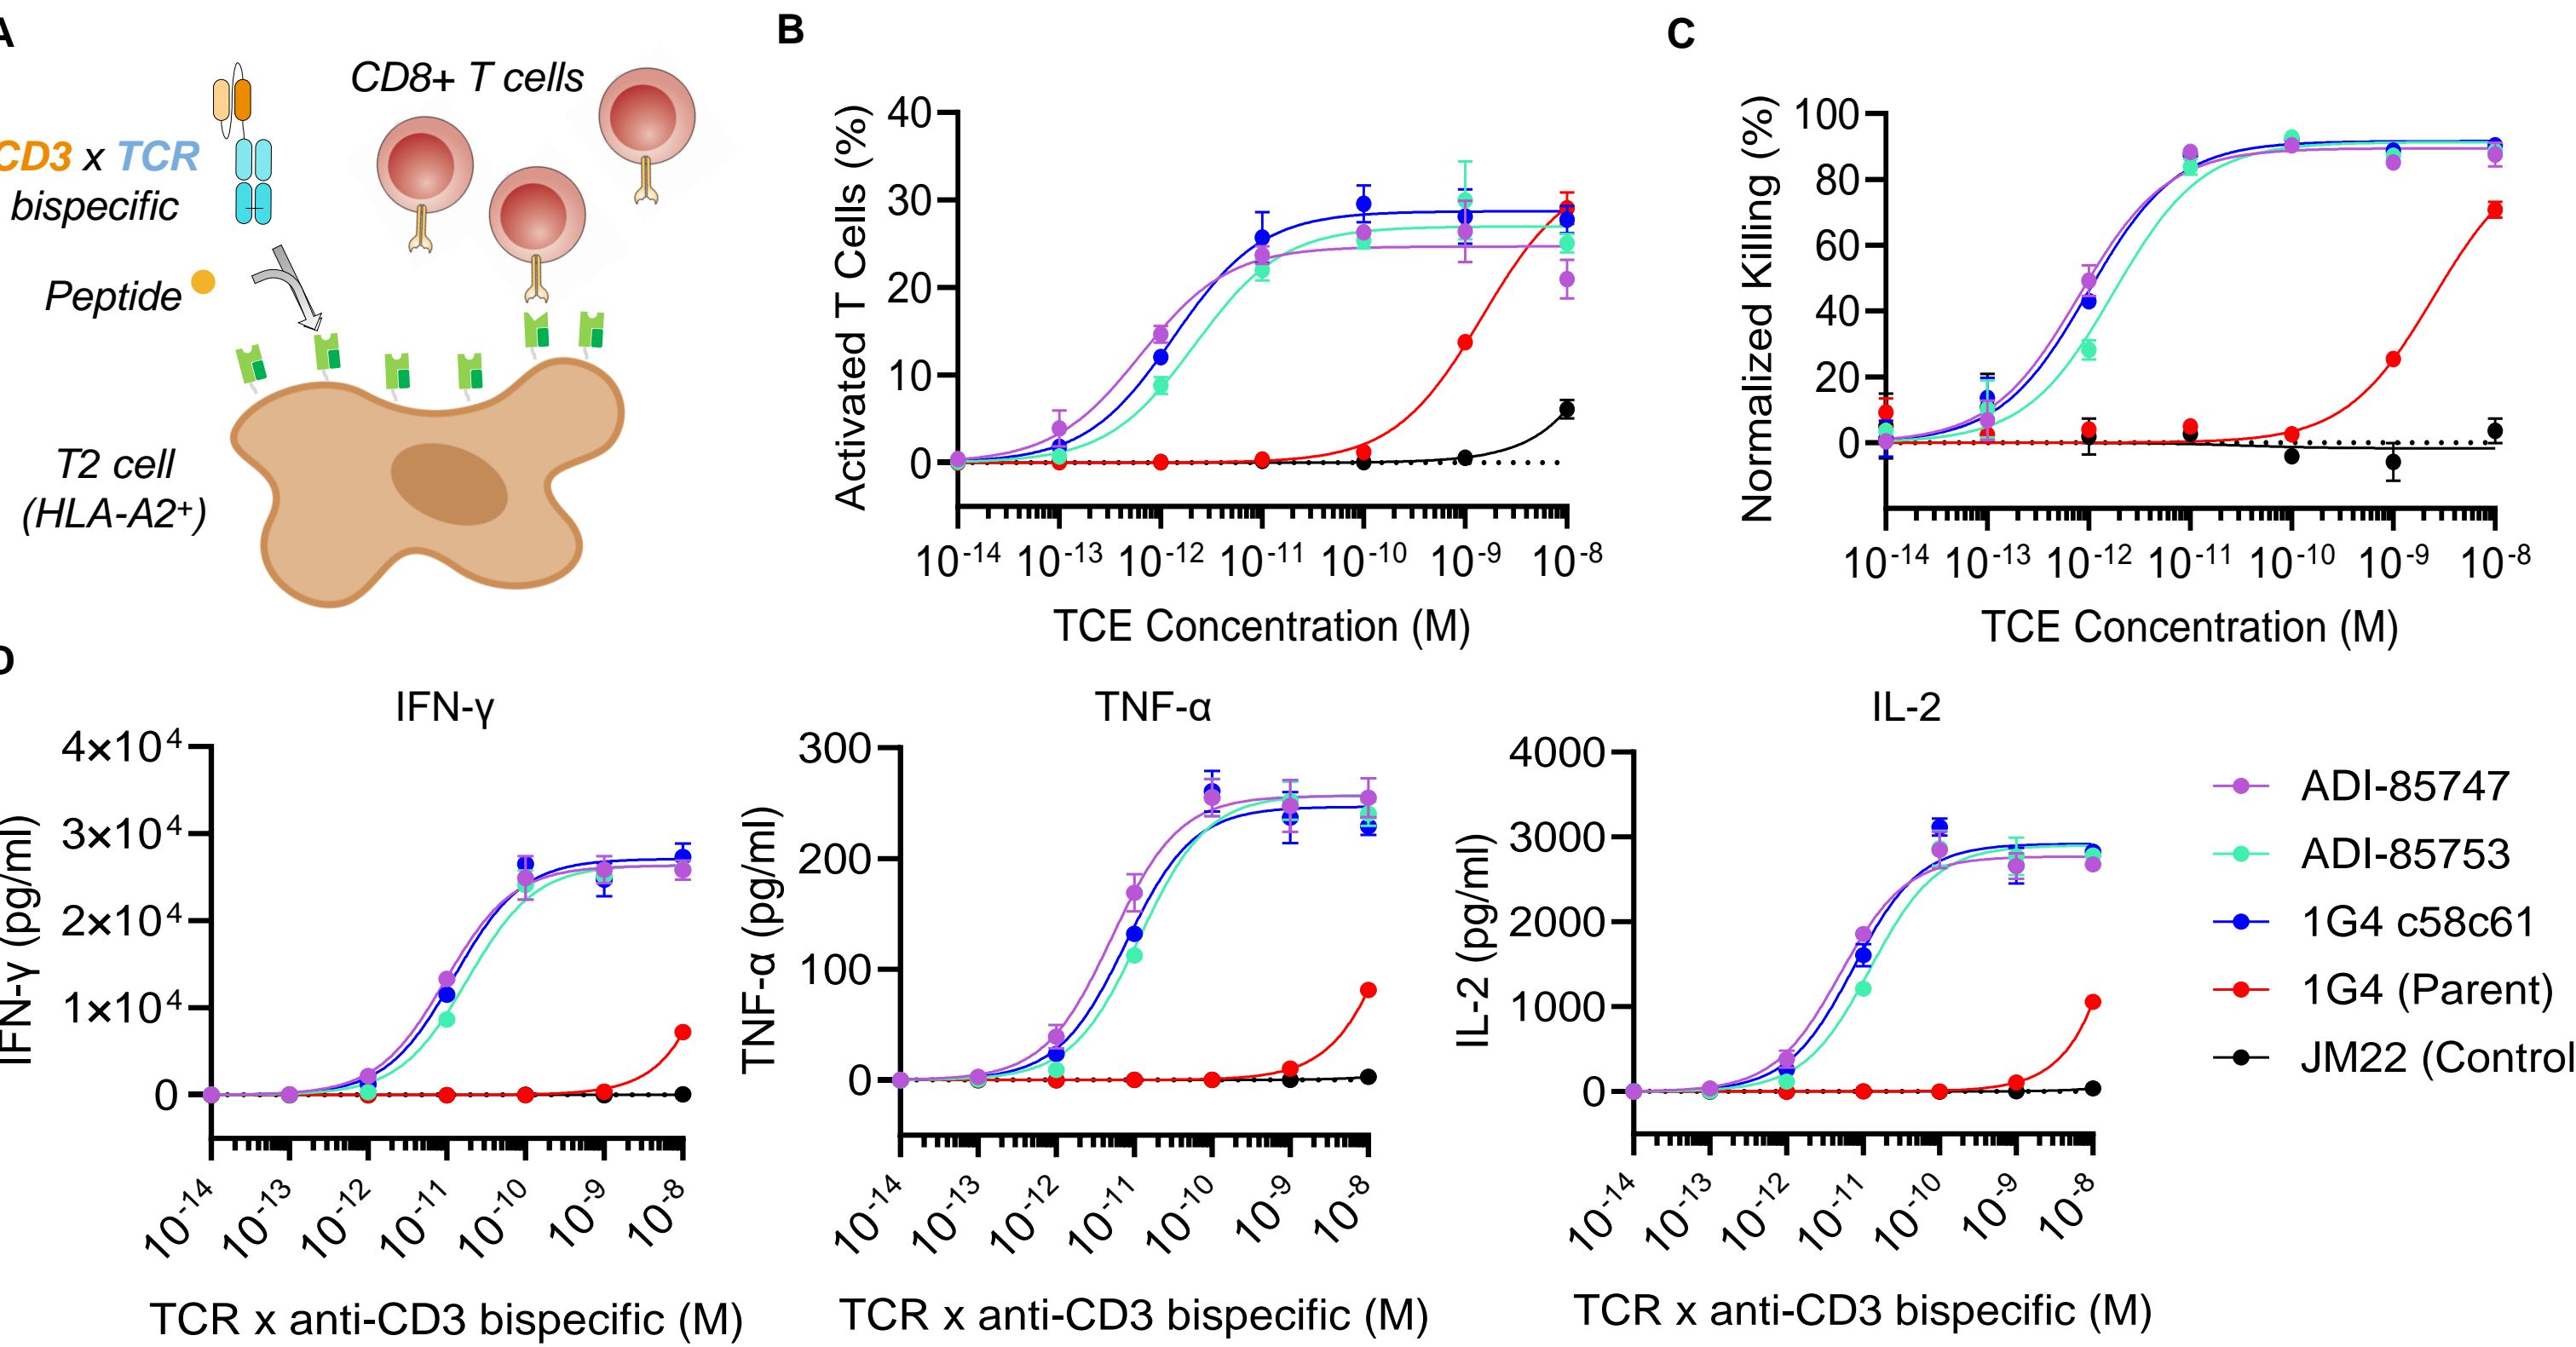 A
CD8+ T cells
CD3 x TCR
bispecific
Peptide
T2 cell
(HLA-A2⁺)
B
Activated T Cells (%)
40
30
20
10
0
10⁻¹⁴ 10⁻¹³ 10⁻¹² 10⁻¹¹ 10⁻¹⁰ 10⁻⁹ 10⁻⁸
TCE Concentration (M)
C
Normalized Killing (%)
100
80
60
40
20
0
10⁻¹⁴ 10⁻¹³ 10⁻¹² 10⁻¹¹ 10⁻¹⁰ 10⁻⁹ 10⁻⁸
TCE Concentration (M)
D
IFN-γ
IFN-γ (pg/ml)
4×10⁴
3×10⁴
2×10⁴
1×10⁴
0
10⁻¹⁴ 10⁻¹³ 10⁻¹² 10⁻¹¹ 10⁻¹⁰ 10⁻⁹ 10⁻⁸
TCR x anti-CD3 bispecific (M)
TNF-α
TNF-α (pg/ml)
300
200
100
0
10⁻¹⁴ 10⁻¹³ 10⁻¹² 10⁻¹¹ 10⁻¹⁰ 10⁻⁹ 10⁻⁸
TCR x anti-CD3 bispecific (M)
IL-2
IL-2 (pg/ml)
4000
3000
2000
1000
0
10⁻¹⁴ 10⁻¹³ 10⁻¹² 10⁻¹¹ 10⁻¹⁰ 10⁻⁹ 10⁻⁸
TCR x anti-CD3 bispecific (M)
ADI-85747
ADI-85753
1G4 c58c61
1G4 (Parent)
JM22 (Control